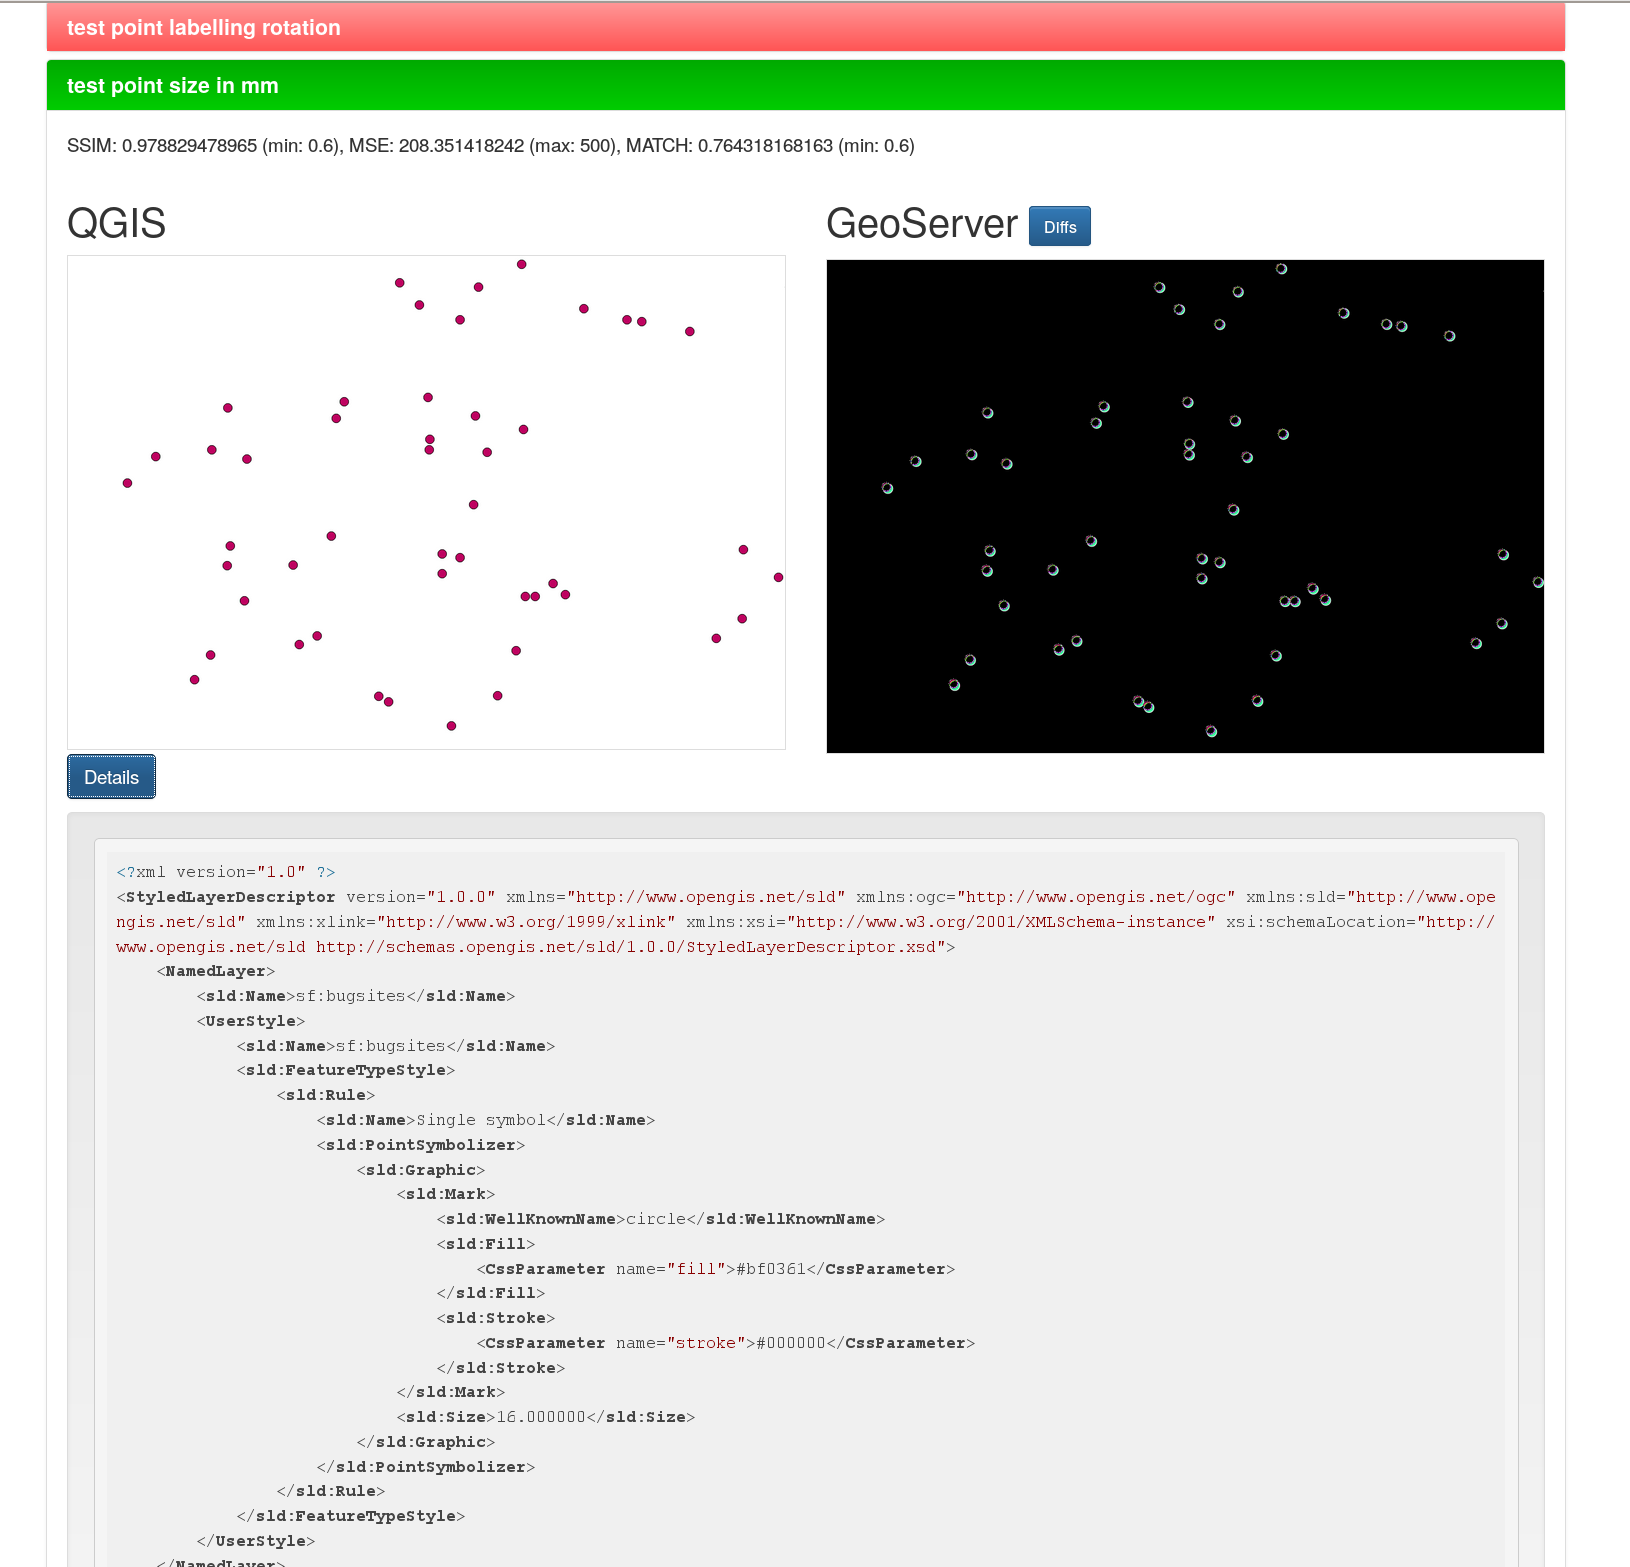 test point labelling rotation
test point size in mm
SSIM: 0.978829478965 (min: 0.6), MSE: 208.351418242 (max: 500), MATCH: 0.764318168163 (min: 0.6)
QGIS
GeoServer Diffs
Details
<?xml version="1.0" ?>
<StyledLayerDescriptor version="1.0.0" xmlns="http://www.opengis.net/sld" xmlns:ogc="http://www.opengis.net/ogc" xmlns:sld="http://www.ope
ngis.net/sld" xmlns:xlink="http://www.w3.org/1999/xlink" xmlns:xsi="http://www.w3.org/2001/XMLSchema-instance" xsi:schemaLocation="http://
www.opengis.net/sld http://schemas.opengis.net/sld/1.0.0/StyledLayerDescriptor.xsd">
<NamedLayer>
<sld:Name>sf:bugsites</sld:Name>
<UserStyle>
<sld:Name>sf:bugsites</sld:Name>
<sld:FeatureTypeStyle>
<sld:Rule>
<sld:Name>Single symbol</sld:Name>
<sld:PointSymbolizer>
<sld:Graphic>
<sld:Mark>
<sld:WellKnownName>circle</sld:WellKnownName>
<sld:Fill>
<CssParameter name="fill">#bf0361</CssParameter>
</sld:Fill>
<sld:Stroke>
<CssParameter name="stroke">#000000</CssParameter>
</sld:Stroke>
</sld:Mark>
<sld:Size>16.000000</sld:Size>
</sld:Graphic>
</sld:PointSymbolizer>
</sld:Rule>
</sld:FeatureTypeStyle>
</UserStyle>
</NamedLayer>